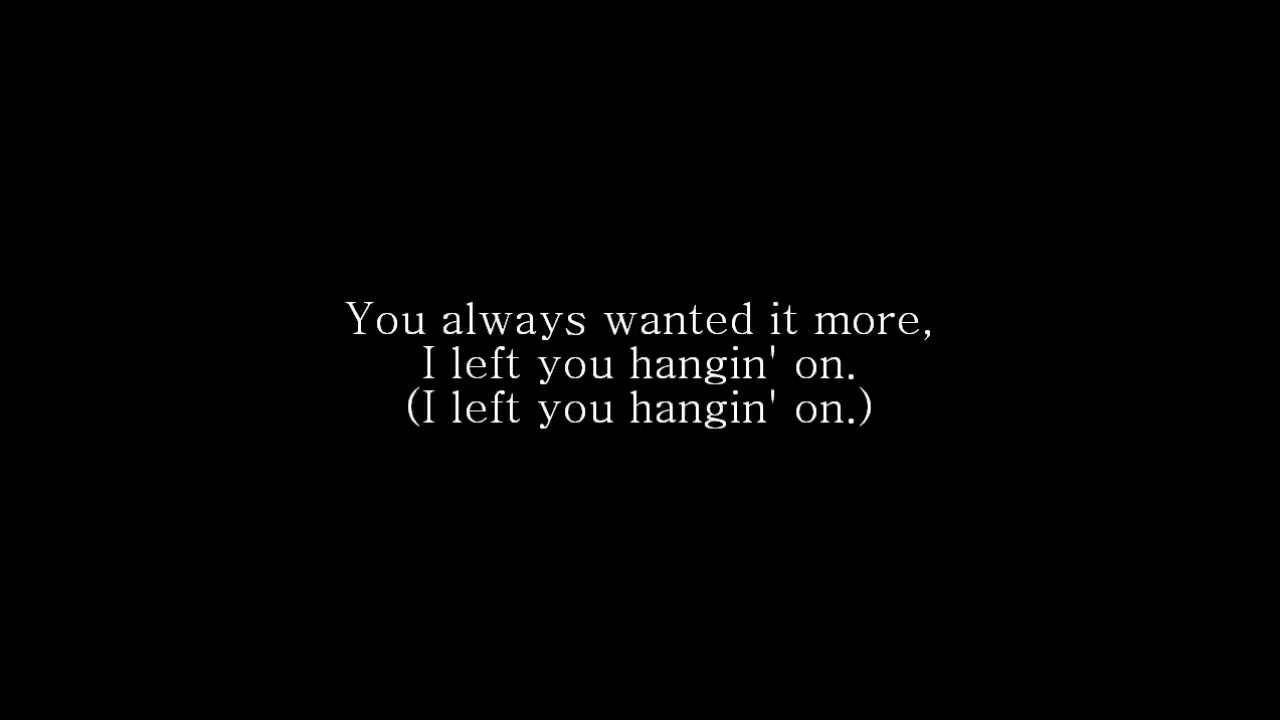 You always wanted it more,
I left you hangin' on.
(I left you hangin' on.)